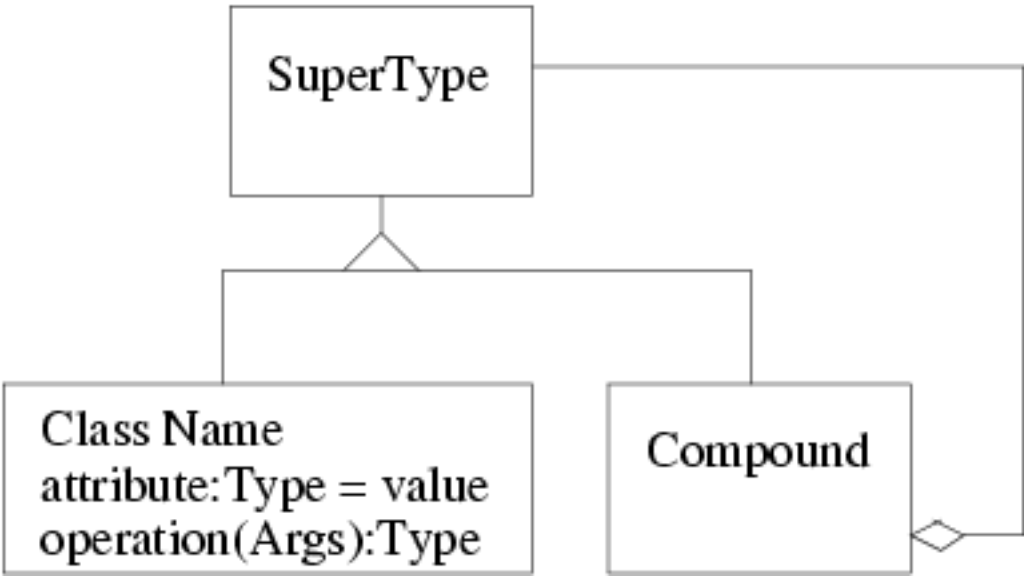 SuperType
Class Name
attribute:Type = value
operation(Args):Type
Compound